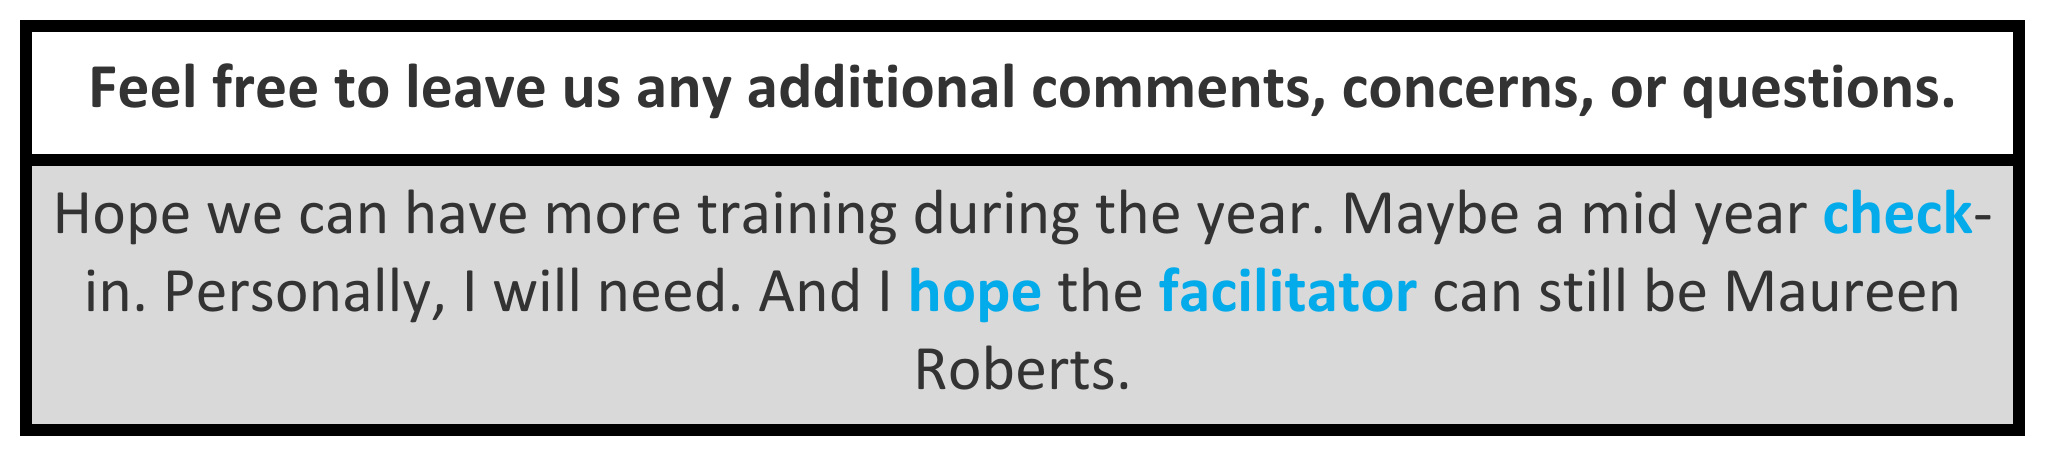 Feel free to leave us any additional comments, concerns, or questions.
Hope we can have more training during the year. Maybe a mid year check-
in. Personally, I will need. And I hope the facilitator can still be Maureen
Roberts.